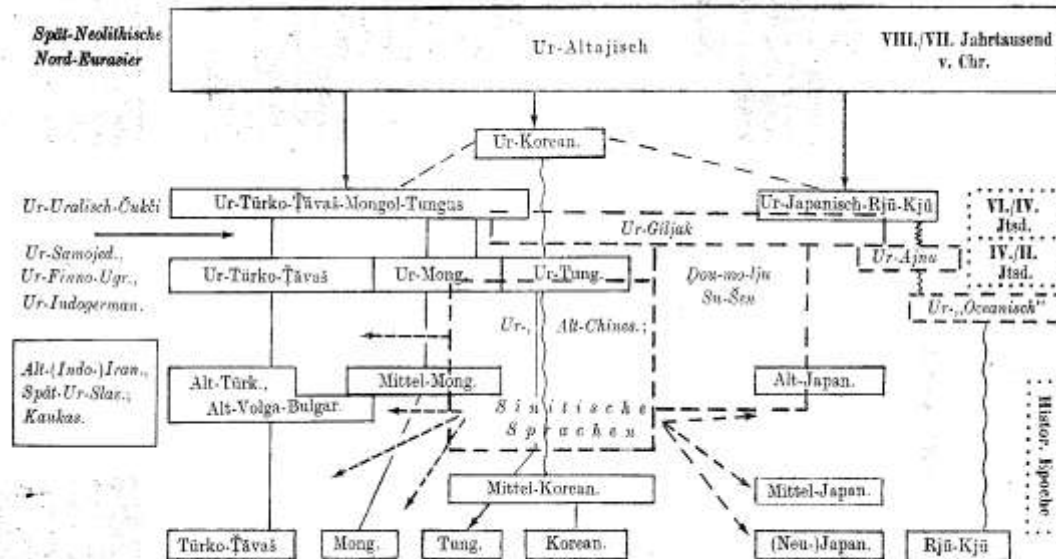 Spät-Neolithische
Nord-Eurasier
Ur-Altajisch
VIII./VII. Jahrtausend
v. Chr.
Ur-Korean.
Ur-Uralisch-Čukči
Ur-Türko-Ţăvaš-Mongol-Tungus
Ur-Japanisch-Rjū-Kjū
VI./IV.
Jtsd.
Ur-Giljak
Ur-Samojed.,
Ur-Finno-Ugr.,
Ur-Indogerman.
Ur-Türko-Ţăvaš
Ur-Mong.
Ur-Tung.
Dou-mo-lju
Su-Šen
Ur-Ajnu
IV./II.
Jtsd.
Ur-„Oceanisch"
Ur-, Alt-Chines.;
Alt-(Indo-)Iran.,
Spät-Ur-Slav.;
Kaukas.
Alt-Türk.,
Alt-Volga-Bulgar.
Mittel-Mong.
Alt-Japan.
Sinitische
Sprachen
Histor. Epoche
Mittel-Korean.
Mittel-Japan.
Türko-Ţăvaš
Mong.
Tung.
Korean.
(Neu-)Japan.
Rjū-Kjū